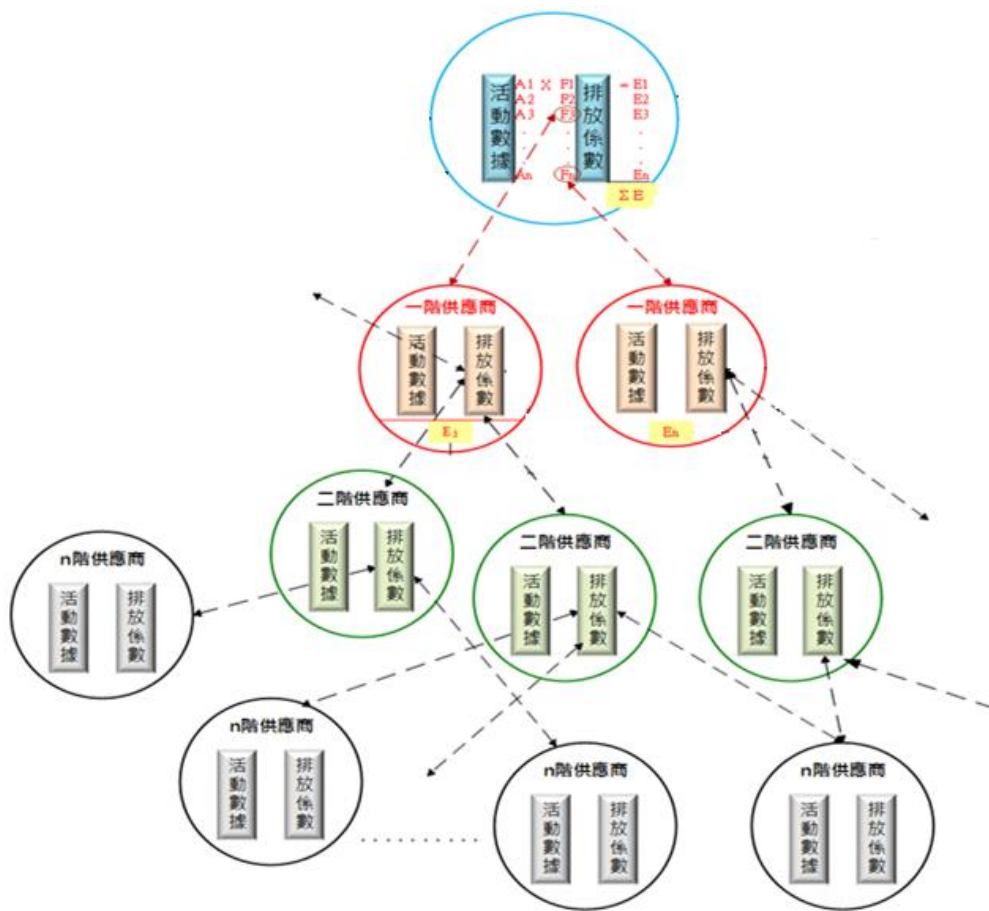 活動數據
A1 X F1
A2 F2
A3 F3
.
.
.
An Fn
排放係數
= E1
E2
E3
.
.
.
En
Σ E
一階供應商
活動數據
排放係數
一階供應商
活動數據
排放係數
En
二階供應商
活動數據
排放係數
二階供應商
活動數據
排放係數
二階供應商
活動數據
排放係數
n階供應商
活動數據
排放係數
n階供應商
活動數據
排放係數
n階供應商
活動數據
排放係數
n階供應商
活動數據
排放係數